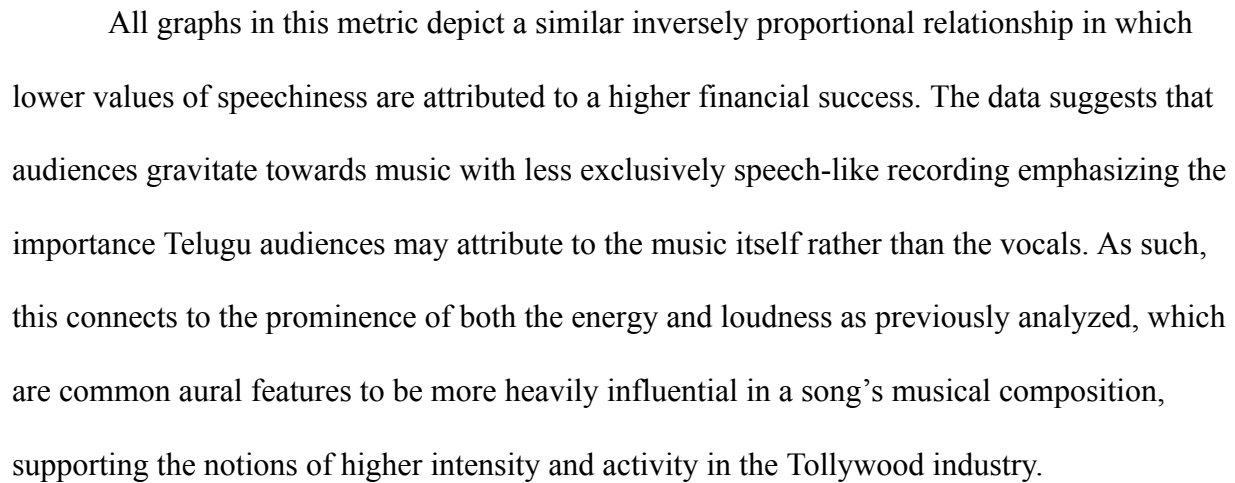 All graphs in this metric depict a similar inversely proportional relationship in which
lower values of speechiness are attributed to a higher financial success. The data suggests that
audiences gravitate towards music with less exclusively speech-like recording emphasizing the
importance Telugu audiences may attribute to the music itself rather than the vocals. As such,
this connects to the prominence of both the energy and loudness as previously analyzed, which
are common aural features to be more heavily influential in a song’s musical composition,
supporting the notions of higher intensity and activity in the Tollywood industry.